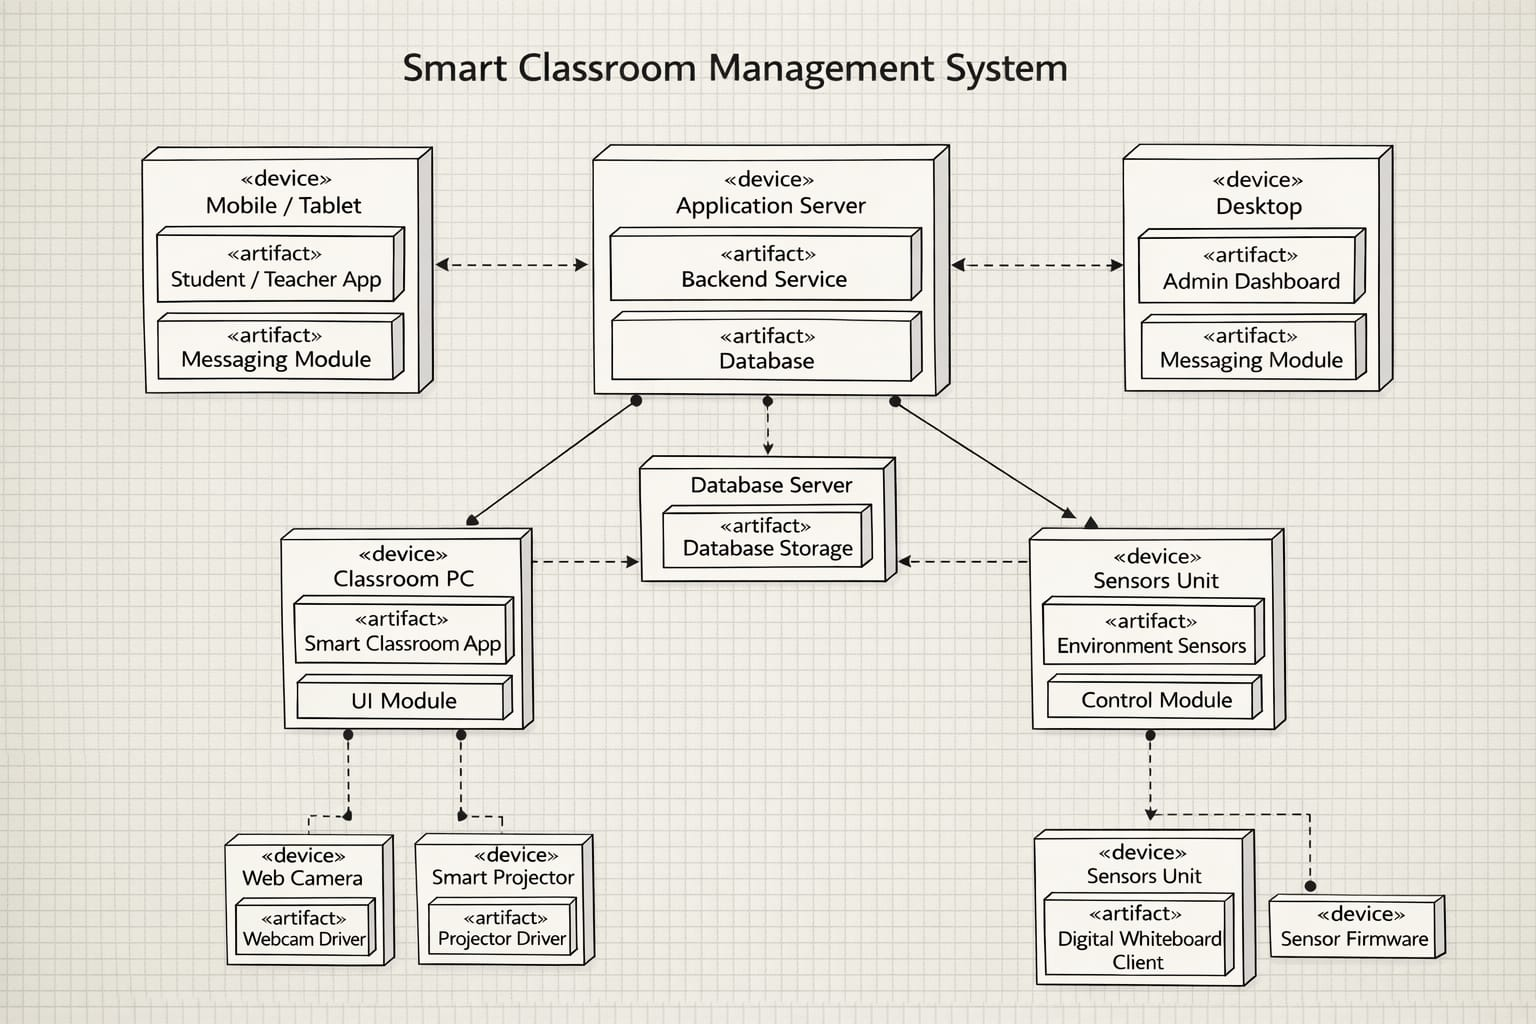 Smart Classroom Management System
«device»
Mobile / Tablet
«artifact»
Student / Teacher App
«artifact»
Messaging Module
«device»
Application Server
«artifact»
Backend Service
«artifact»
Database
«device»
Desktop
«artifact»
Admin Dashboard
«artifact»
Messaging Module
Database Server
«artifact»
Database Storage
«device»
Classroom PC
«artifact»
Smart Classroom App
UI Module
«device»
Sensors Unit
«artifact»
Environment Sensors
Control Module
«device»
Web Camera
«artifact»
Webcam Driver
«device»
Smart Projector
«artifact»
Projector Driver
«device»
Sensors Unit
«artifact»
Digital Whiteboard
Client
«device»
Sensor Firmware